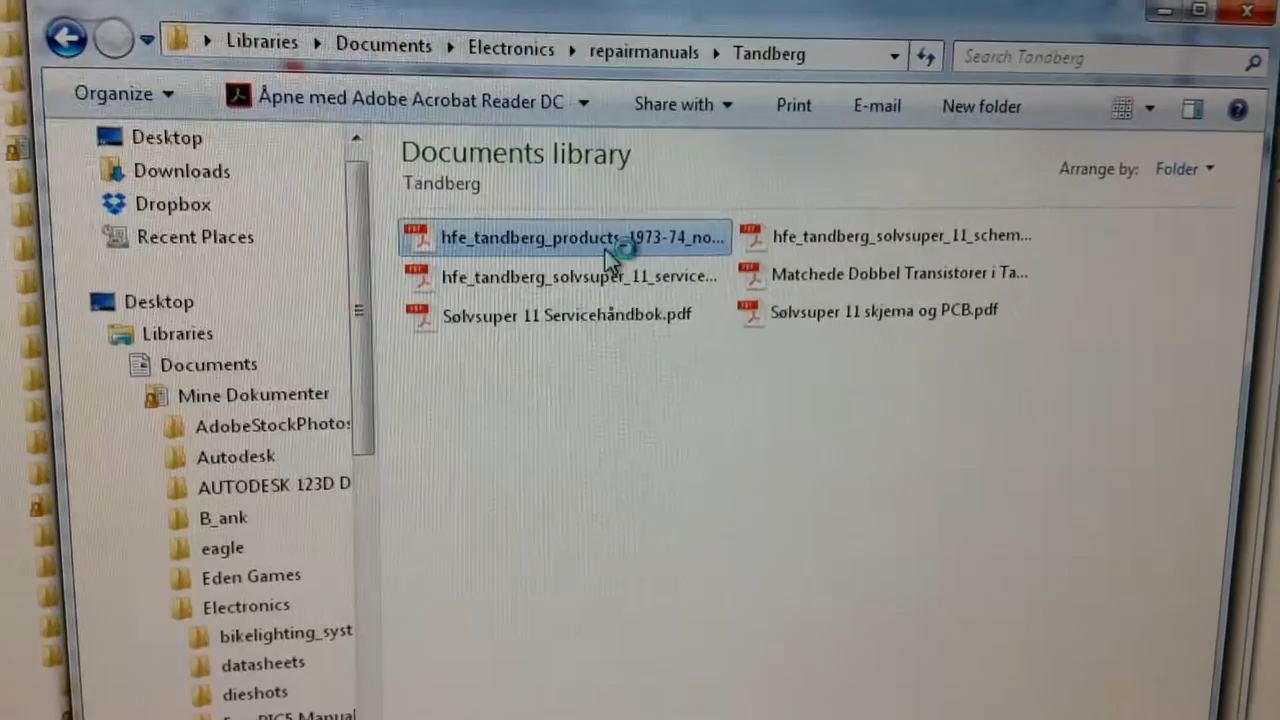 Libraries Documents Electronics repairmanuals Tandberg Search Tandberg
Organize Åpne med Adobe Acrobat Reader DC Share with Print E-mail New folder
Desktop
Downloads
Dropbox
Recent Places
Desktop
Libraries
Documents
Mine Dokumenter
AdobeStockPhotos
Autodesk
AUTODESK 123D D
B_ank
eagle
Eden Games
Electronics
bikelighting_syst
datasheets
dieshots
Documents library
Tandberg
Arrange by: Folder
hfe_tandberg_products_1973-74_no...
hfe_tandberg_solvsuper_11_schem...
hfe_tandberg_solvsuper_11_service...
Matchede Dobbel Transistorer i Ta...
Sølvsuper 11 Servicehåndbok.pdf
Sølvsuper 11 skjema og PCB.pdf